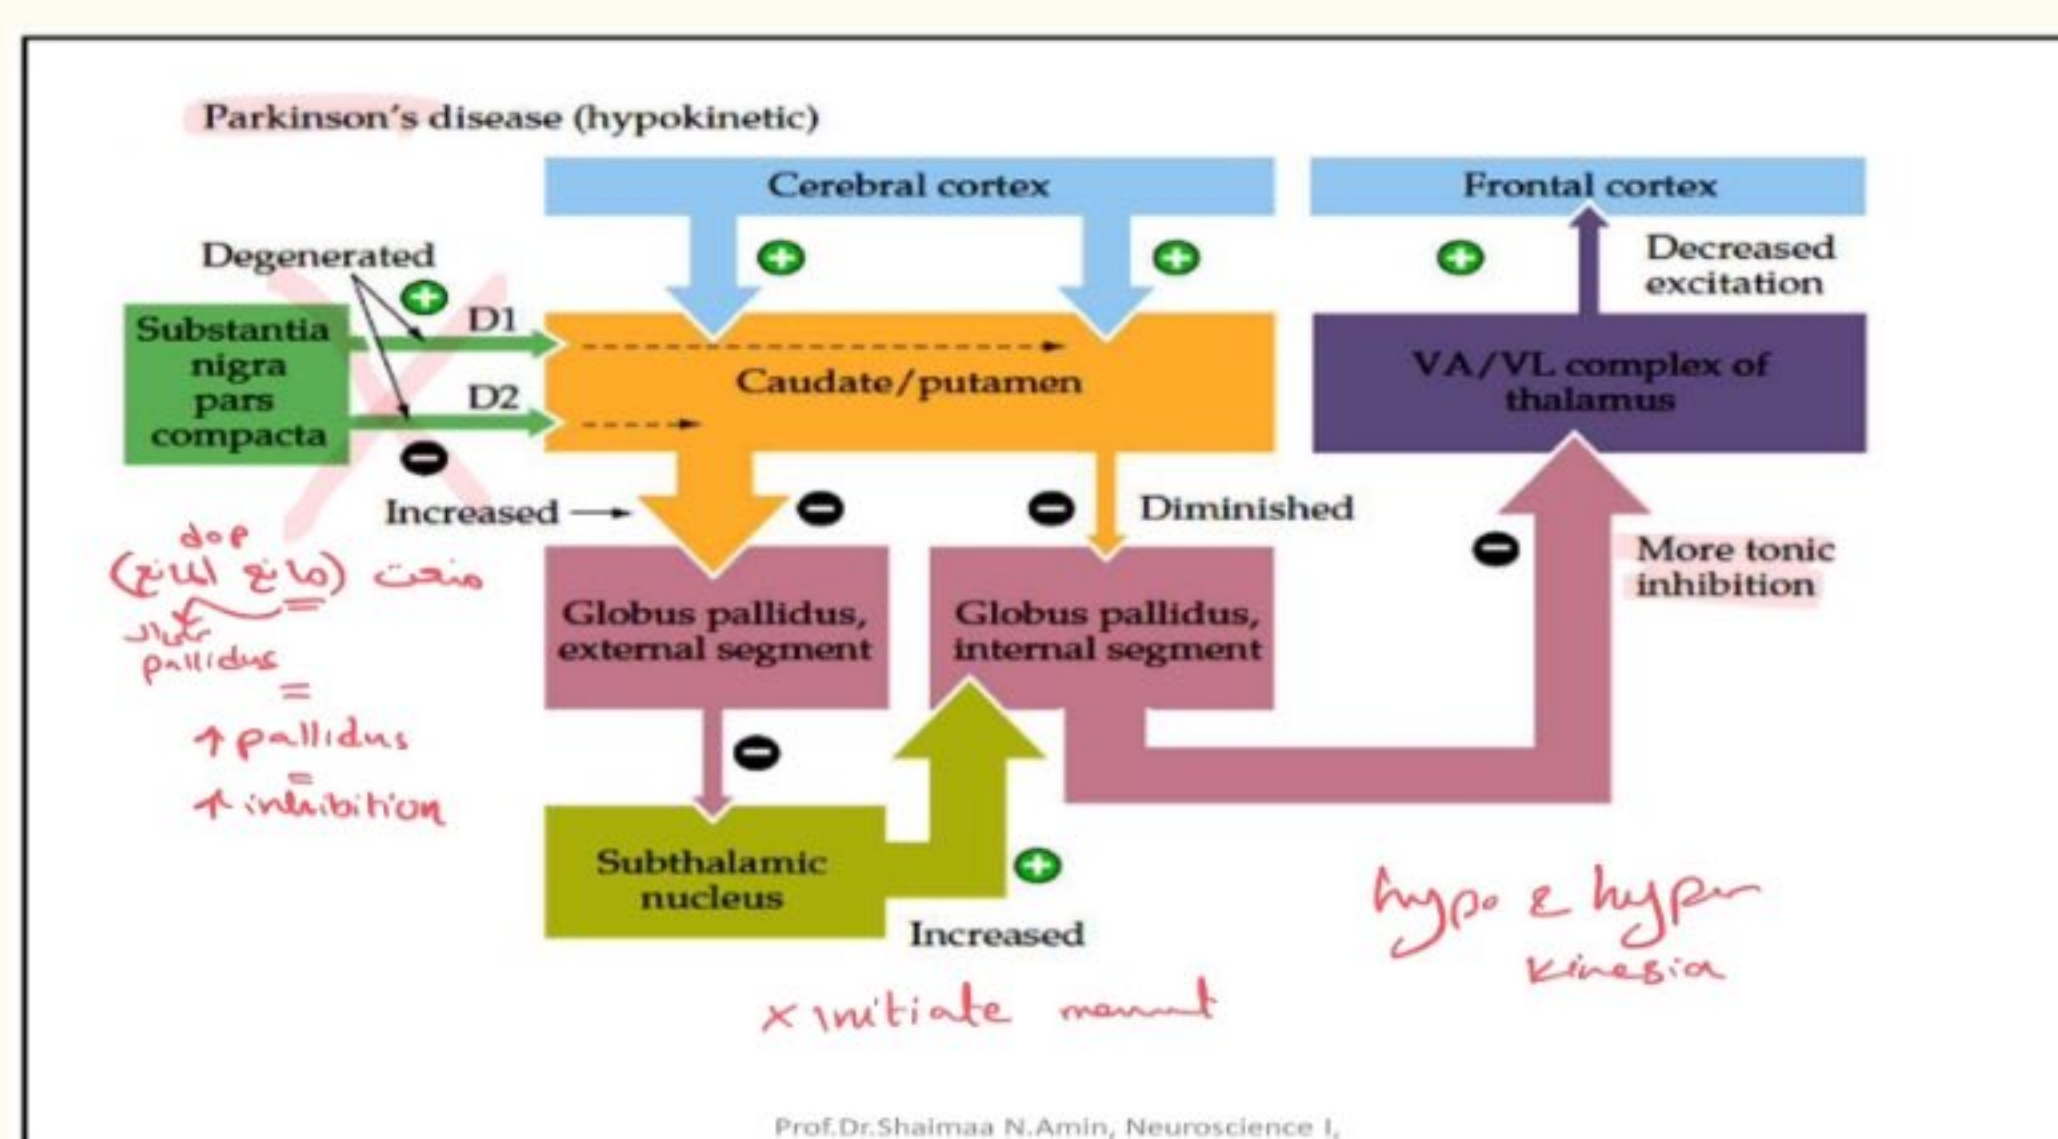 Parkinson's disease (hypokinetic)
Cerebral cortex
Frontal cortex
Degenerated
Decreased
excitation
D1
D2
Substantia
nigra
pars
compacta
Caudate/putamen
VA/VL complex of
thalamus
Increased
Diminished
More tonic
inhibition
dop
منعت (مانع المانع)
pallidus
↑ pallidus
=
↑ inhibition
Globus pallidus,
external segment
Globus pallidus,
internal segment
Subthalamic
nucleus
Increased
hypo & hyper
kinesia
x initiate
Prof.Dr.Shaimaa N.Amin, Neuroscience I,